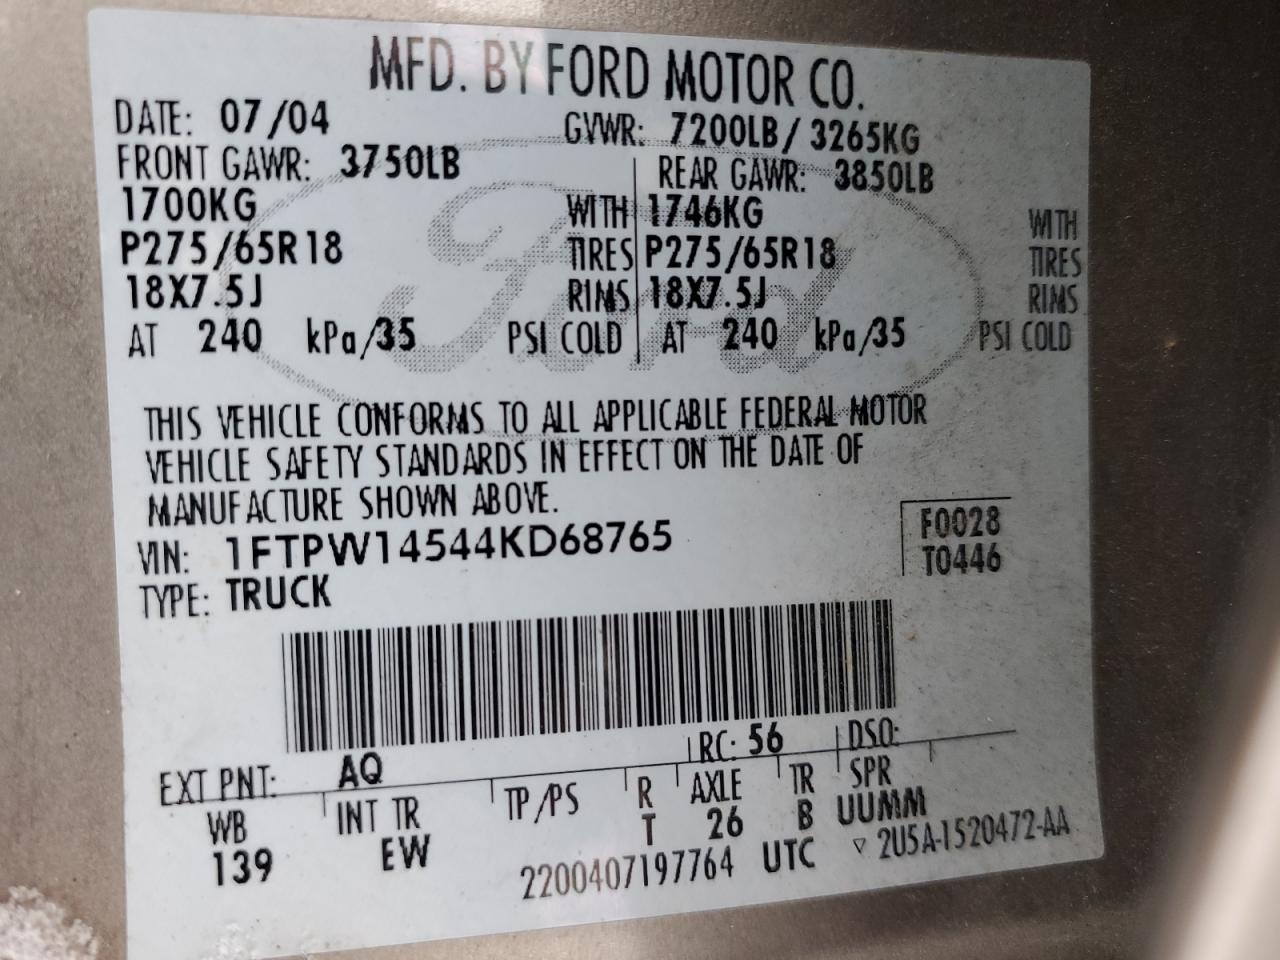 MFD. BY FORD MOTOR CO.
DATE: 07/04 GVWR: 7200LB/ 3265KG
FRONT GAWR: 3750LB REAR GAWR: 3850LB
1700KG WITH 1746KG WITH
P275/65R18 TIRES P275/65R18 TIRES
18X7.5J RIMS 18X7.5J RIMS
AT 240 kPa/35 PSI COLD AT 240 kPa/35 PSI COLD
Ford
THIS VEHICLE CONFORMS TO ALL APPLICABLE FEDERAL MOTOR
VEHICLE SAFETY STANDARDS IN EFFECT ON THE DATE OF
MANUFACTURE SHOWN ABOVE.
F0028
VIN: 1FTPW14544KD68765
T0446
TYPE: TRUCK
EXT PNT: AQ RC: 56 DSO:
WB INT TR TP/PS R AXLE TR SPR
139 EW T 26 B UUMM
2200407197764 UTC ▽ 2U5A-1520472-AA